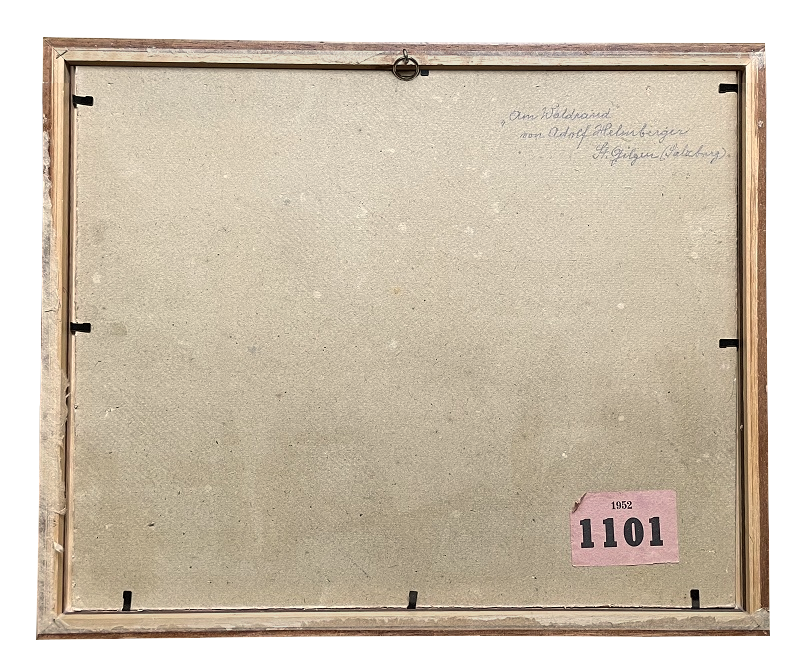 „Am Waldrand"
von Adolf Helmberger
St. Gilgen (Salzburg).
1952
1101